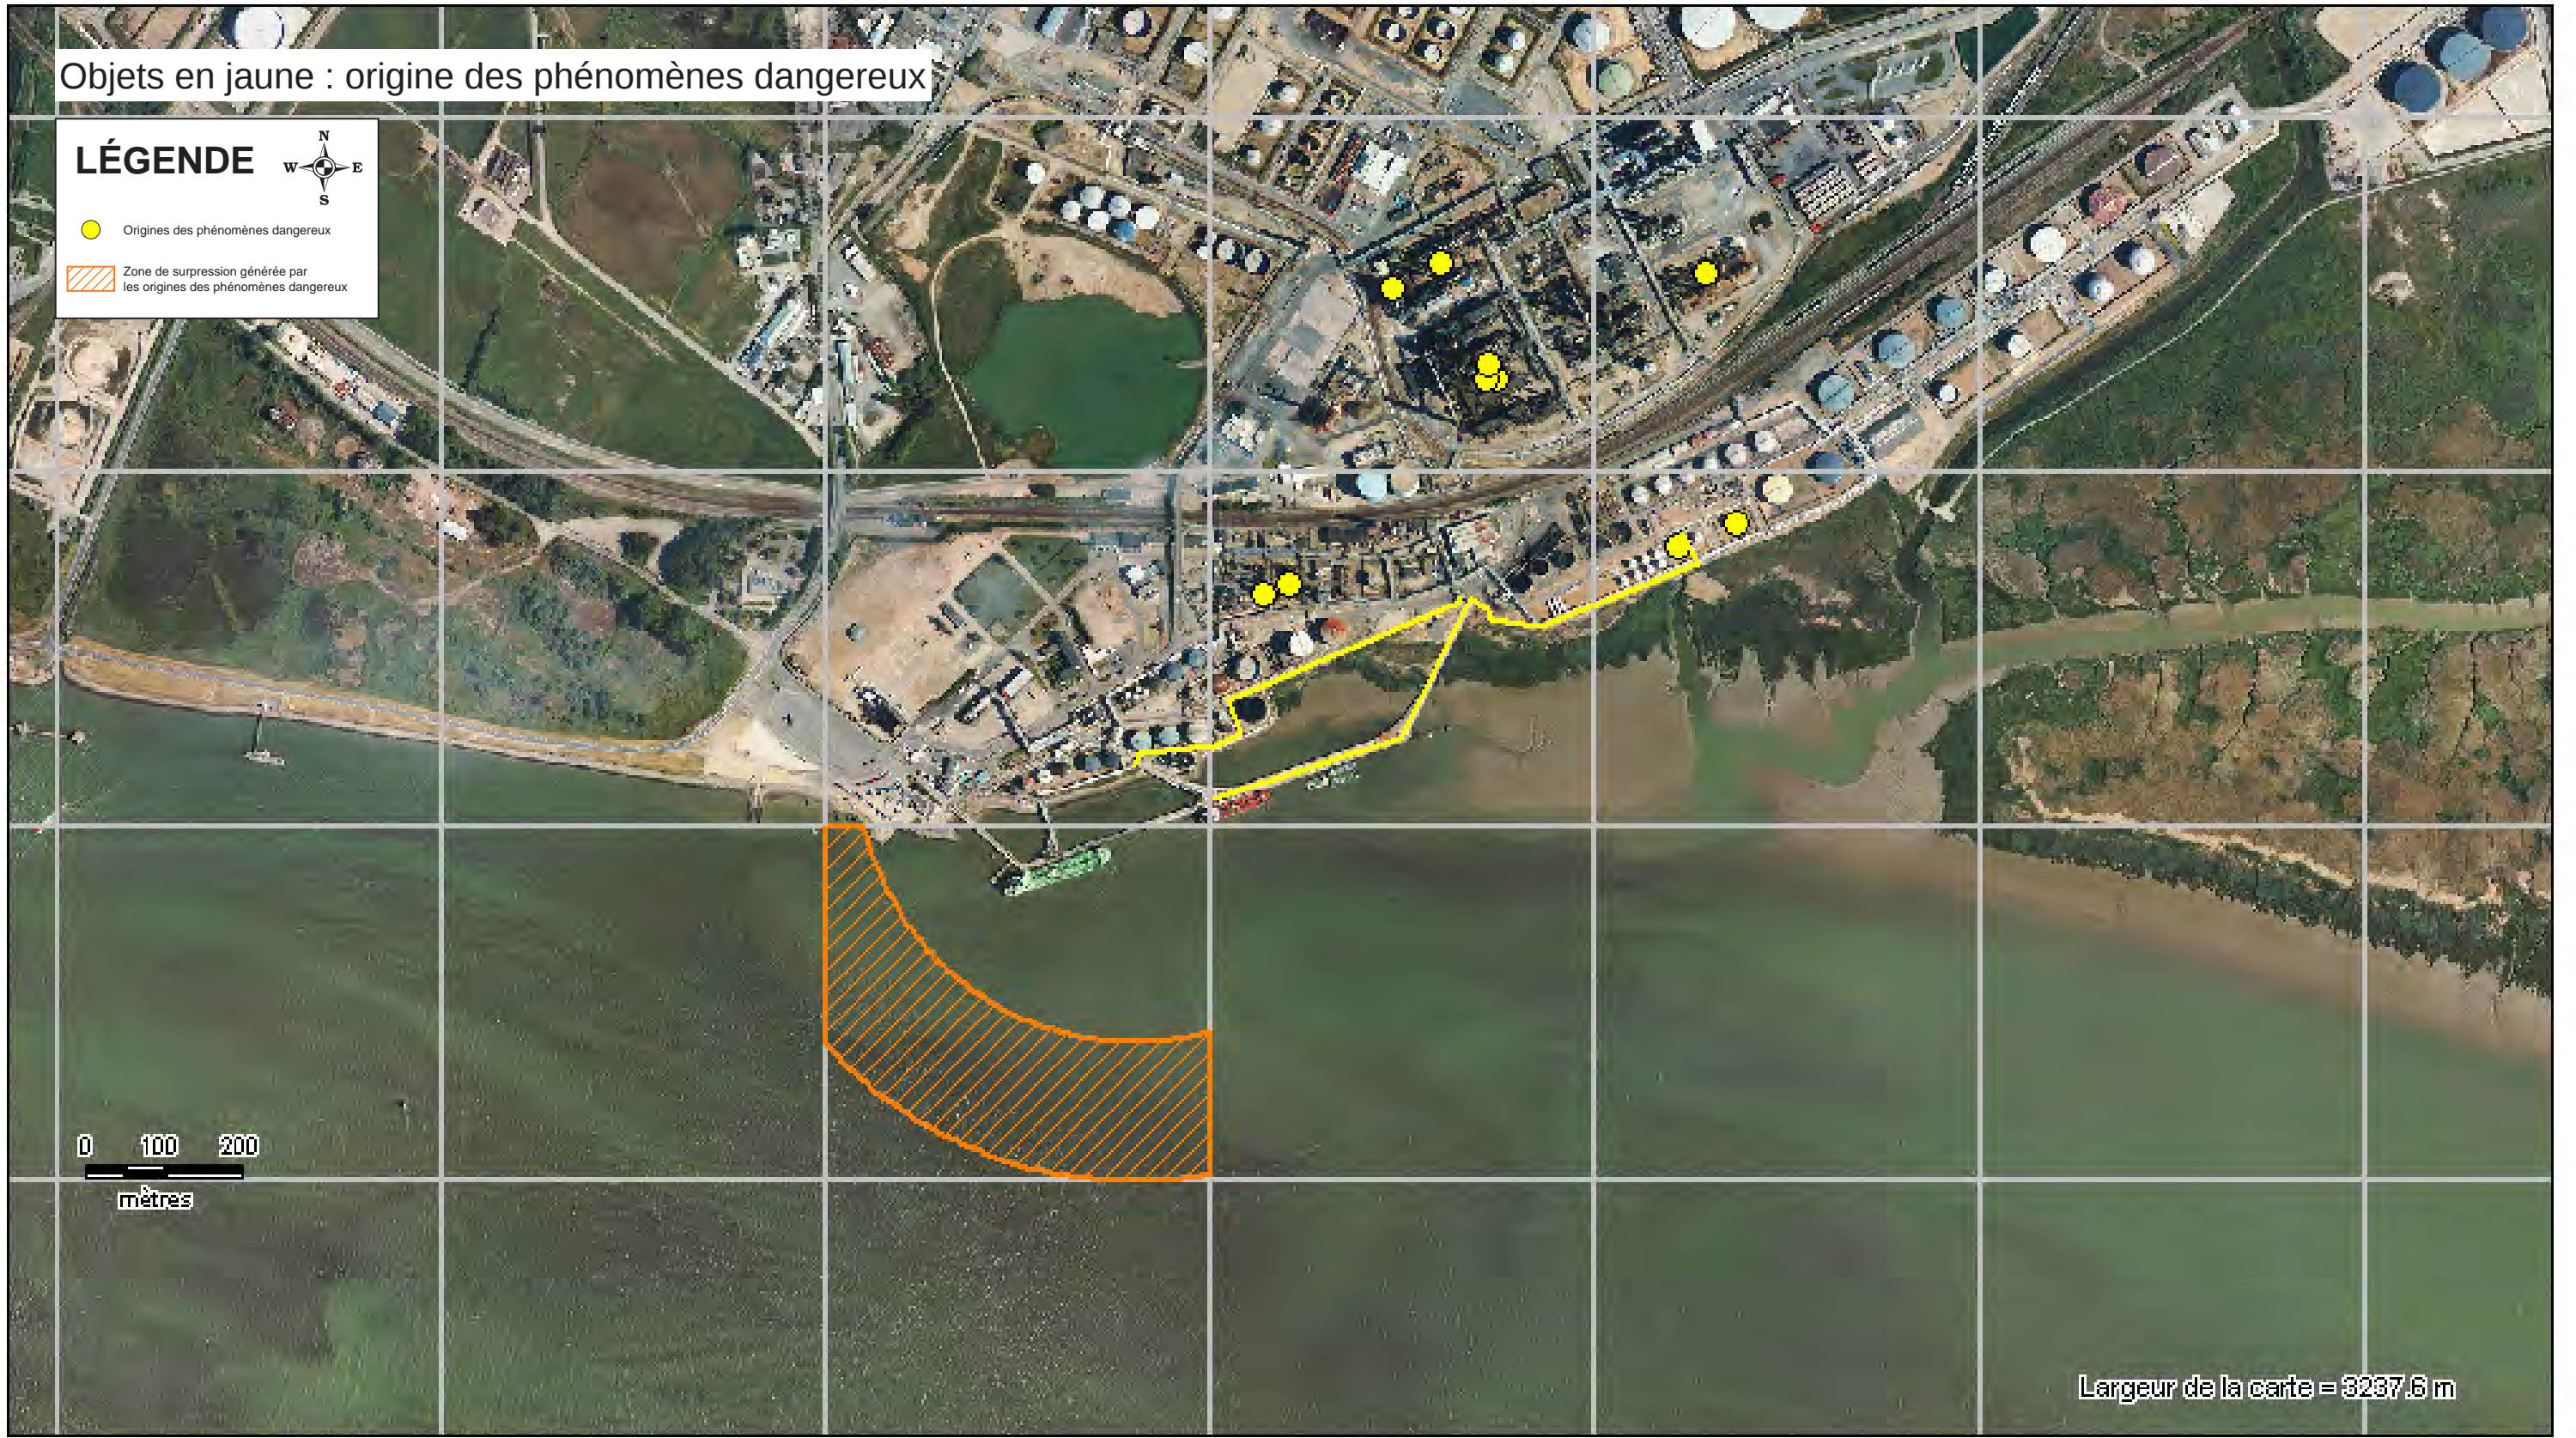 Objets en jaune : origine des phénomènes dangereux
LÉGENDE
N
W E
S
Origines des phénomènes dangereux
Zone de surpression générée par
les origines des phénomènes dangereux
0 100 200
mètres
Largeur de la carte = 3237.6 m